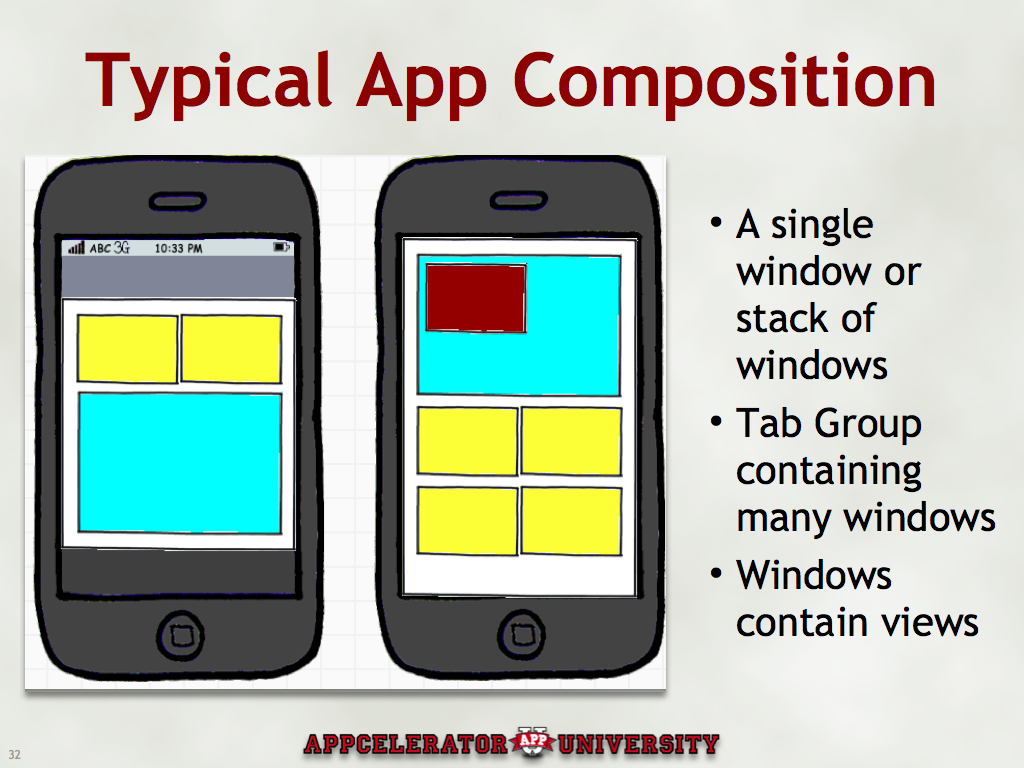 Typical App Composition
ABC 3G 10:33 PM
• A single
window or
stack of
windows
• Tab Group
containing
many windows
• Windows
contain views
32
APPCELERATOR U APP UNIVERSITY